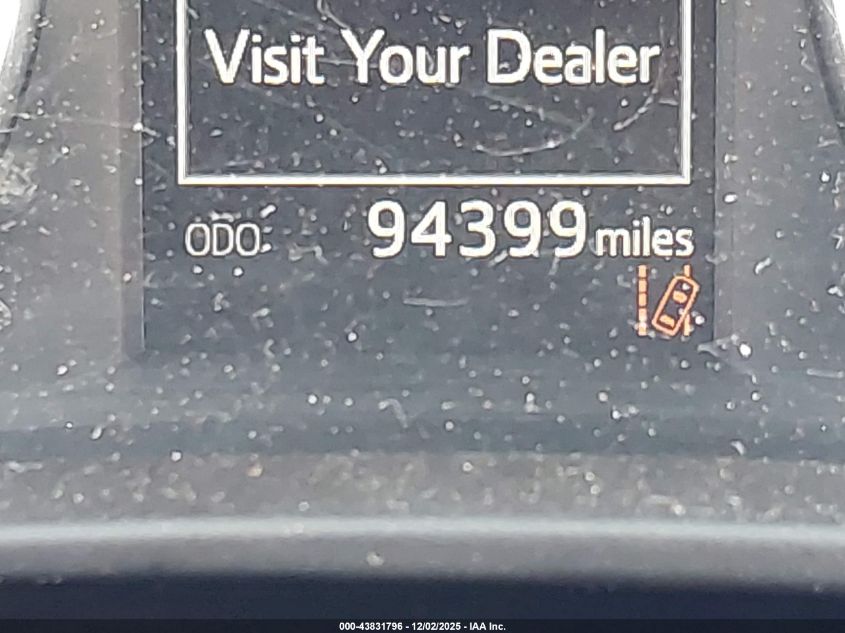 Visit Your Dealer
ODO: 94399 miles
000-43831796 - 12/02/2025 - IAA Inc.